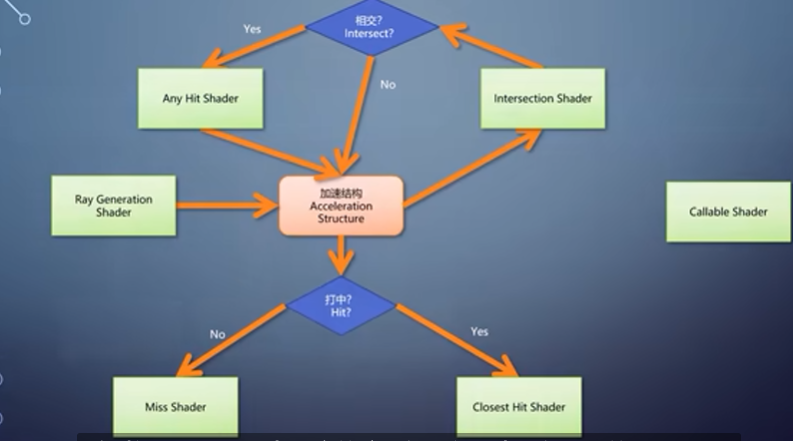 相交?
Intersect?
Yes
No
Any Hit Shader
Intersection Shader
Ray Generation
Shader
加速结构
Acceleration
Structure
Callable Shader
打中?
Hit?
No
Yes
Miss Shader
Closest Hit Shader